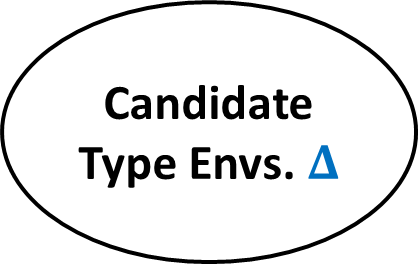 Candidate
Type Envs. Δ